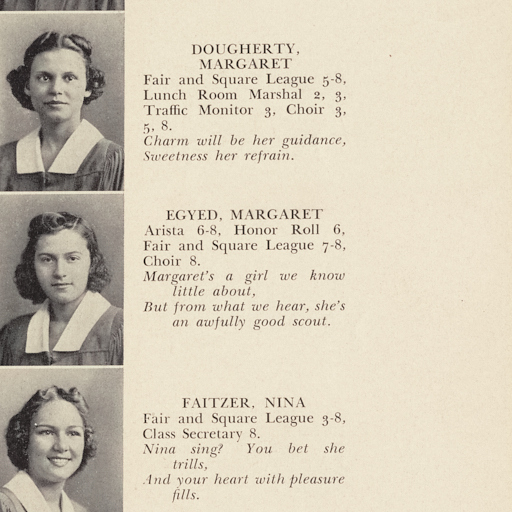 DOUGHERTY,
MARGARET
Fair and Square League 5-8,
Lunch Room Marshal 2, 3,
Traffic Monitor 3, Choir 3,
5, 8.
Charm will be her guidance,
Sweetness her refrain.
EGYED, MARGARET
Arista 6-8, Honor Roll 6,
Fair and Square League 7-8,
Choir 8.
Margaret's a girl we know
little about,
But from what we hear, she's
an awfully good scout.
FAITZER, NINA
Fair and Square League 3-8,
Class Secretary 8.
Nina sing? You bet she
trills,
And your heart with pleasure
fills.